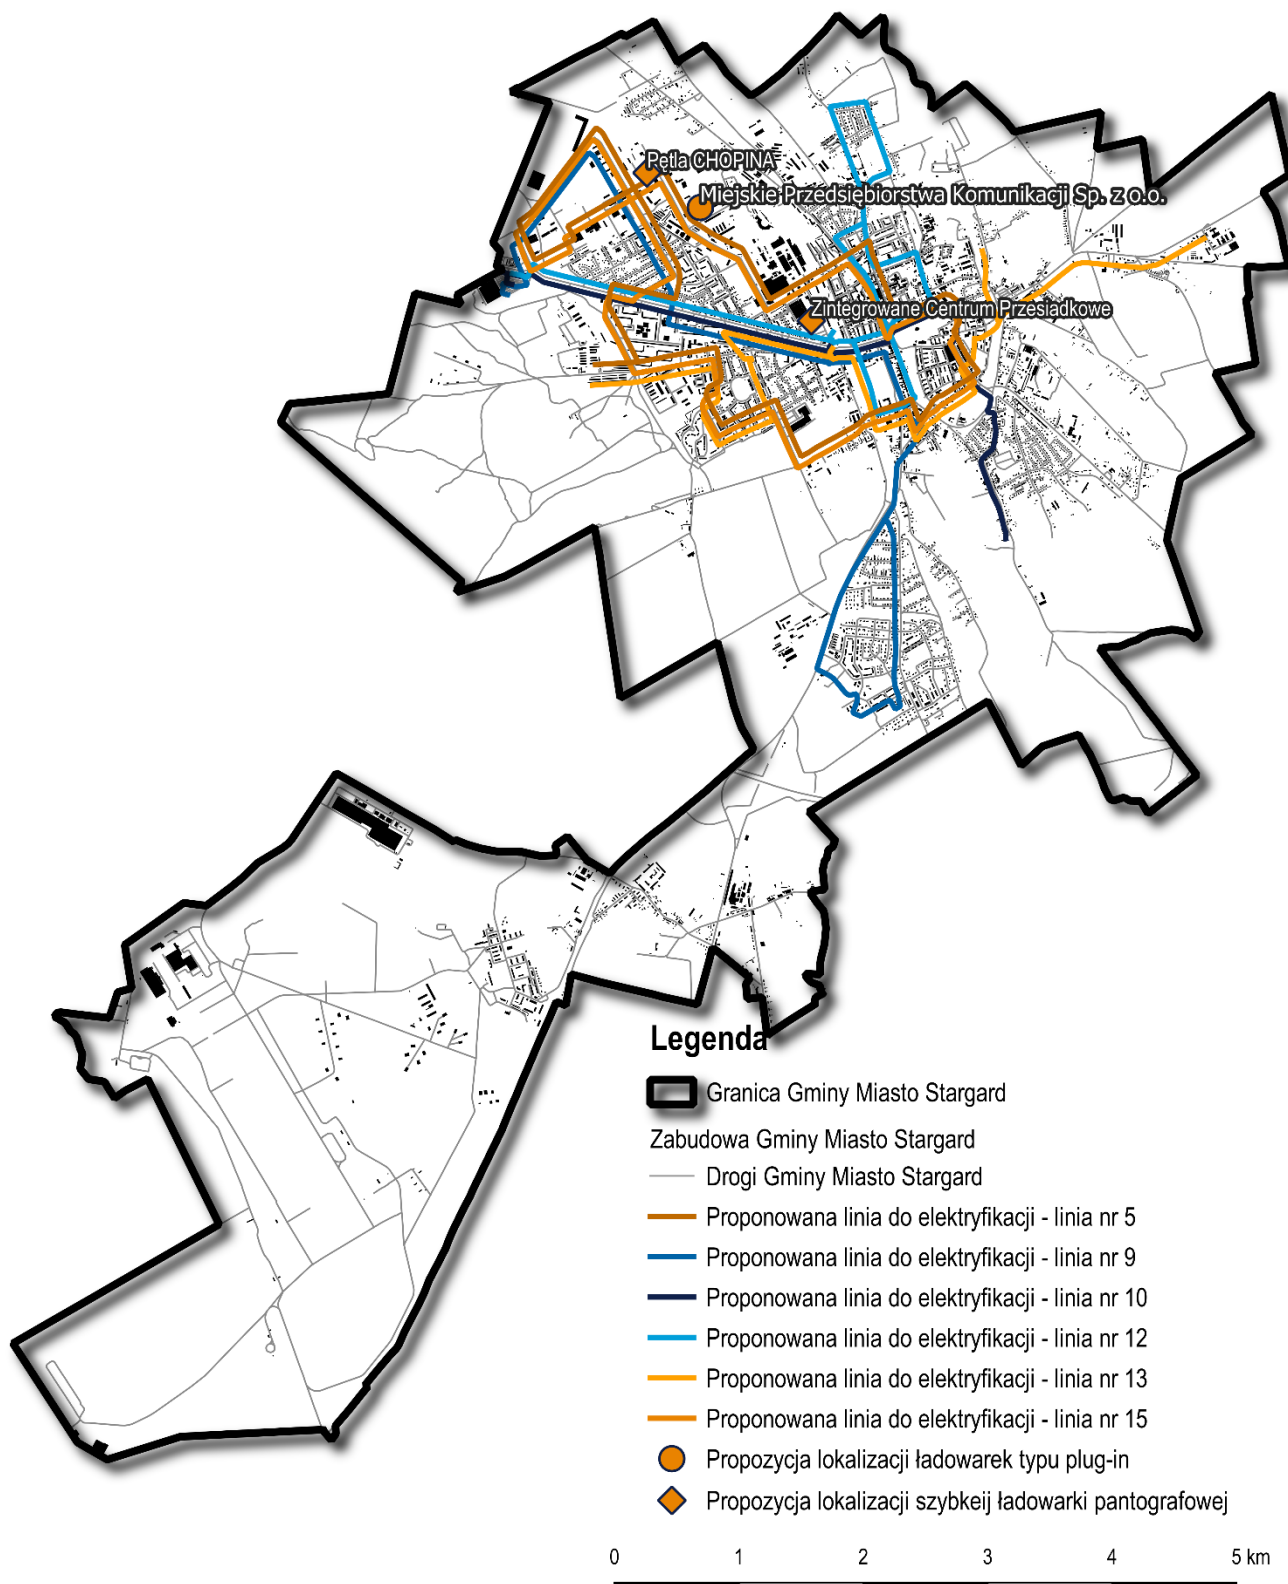 Pętla CHOPINA
Miejskie Przedsiębiorstwa Komunikacji Sp. z o.o.
Zintegrowane Centrum Przesiadkowe
Legenda
Granica Gminy Miasto Stargard
Zabudowa Gminy Miasto Stargard
Drogi Gminy Miasto Stargard
Proponowana linia do elektryfikacji - linia nr 5
Proponowana linia do elektryfikacji - linia nr 9
Proponowana linia do elektryfikacji - linia nr 10
Proponowana linia do elektryfikacji - linia nr 12
Proponowana linia do elektryfikacji - linia nr 13
Proponowana linia do elektryfikacji - linia nr 15
Propozycja lokalizacji ładowarek typu plug-in
Propozycja lokalizacji szybkeij ładowarki pantografowej
0 1 2 3 4 5 km